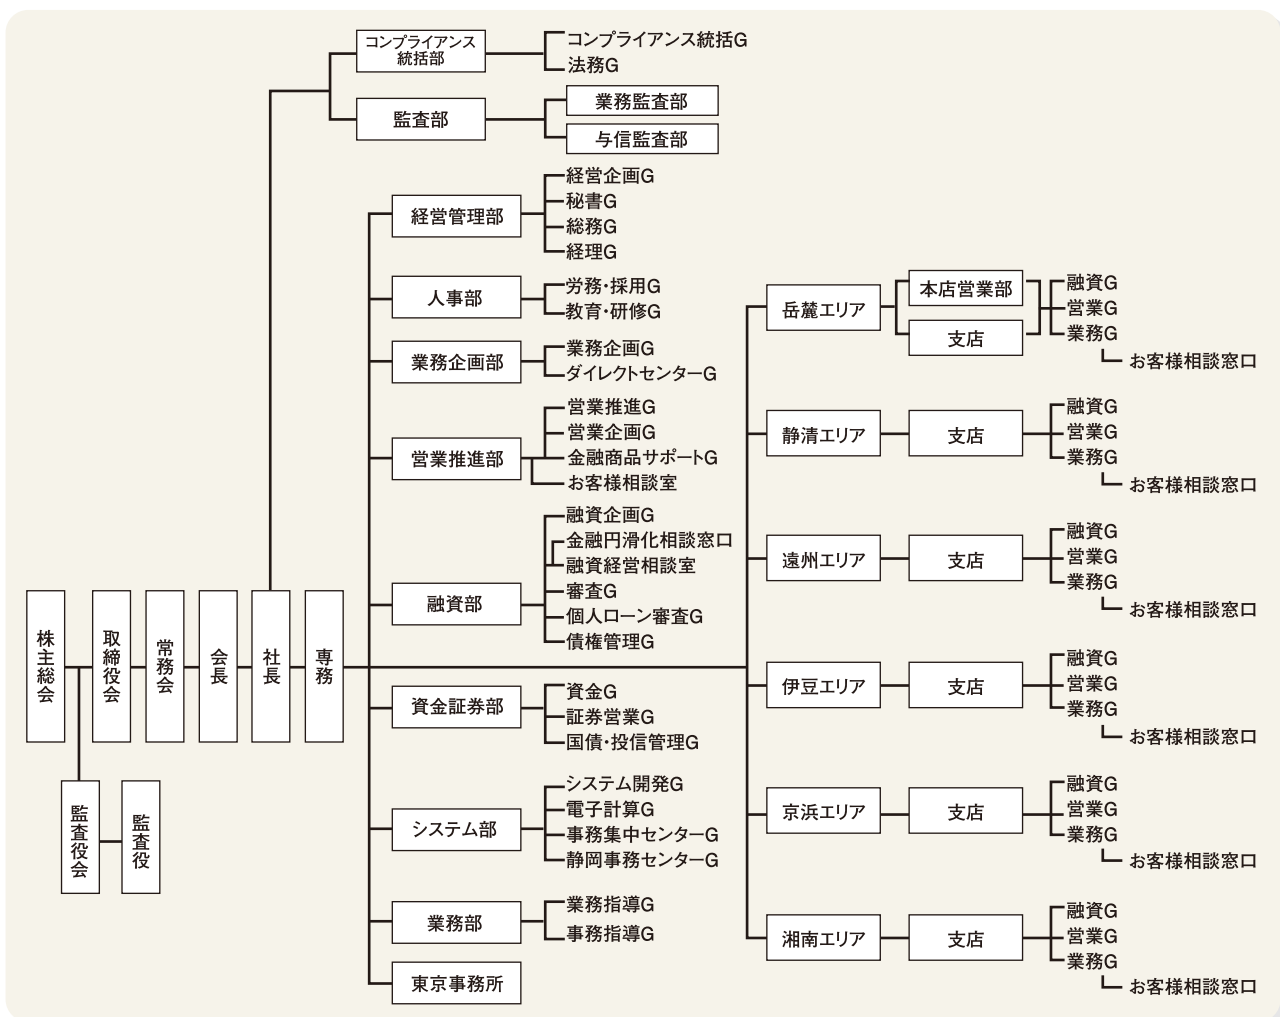 コンプライアンス
統括部
コンプライアンス統括G
法務G
監査部
業務監査部
与信監査部
経営管理部
経営企画G
秘書G
総務G
経理G
人事部
労務・採用G
教育・研修G
業務企画部
業務企画G
ダイレクトセンターG
営業推進部
営業推進G
営業企画G
金融商品サポートG
お客様相談室
融資部
融資企画G
金融円滑化相談窓口
融資経営相談室
審査G
個人ローン審査G
債権管理G
株主総会
取締役会
常務会
会長
社長
専務
監査役会
監査役
資金証券部
資金G
証券営業G
国債・投信管理G
システム部
システム開発G
電子計算G
事務集中センターG
静岡事務センターG
業務部
業務指導G
事務指導G
東京事務所
岳麓エリア
本店営業部
支店
融資G
営業G
業務G
お客様相談窓口
静清エリア
支店
融資G
営業G
業務G
お客様相談窓口
遠州エリア
支店
融資G
営業G
業務G
お客様相談窓口
伊豆エリア
支店
融資G
営業G
業務G
お客様相談窓口
京浜エリア
支店
融資G
営業G
業務G
お客様相談窓口
湘南エリア
支店
融資G
営業G
業務G
お客様相談窓口